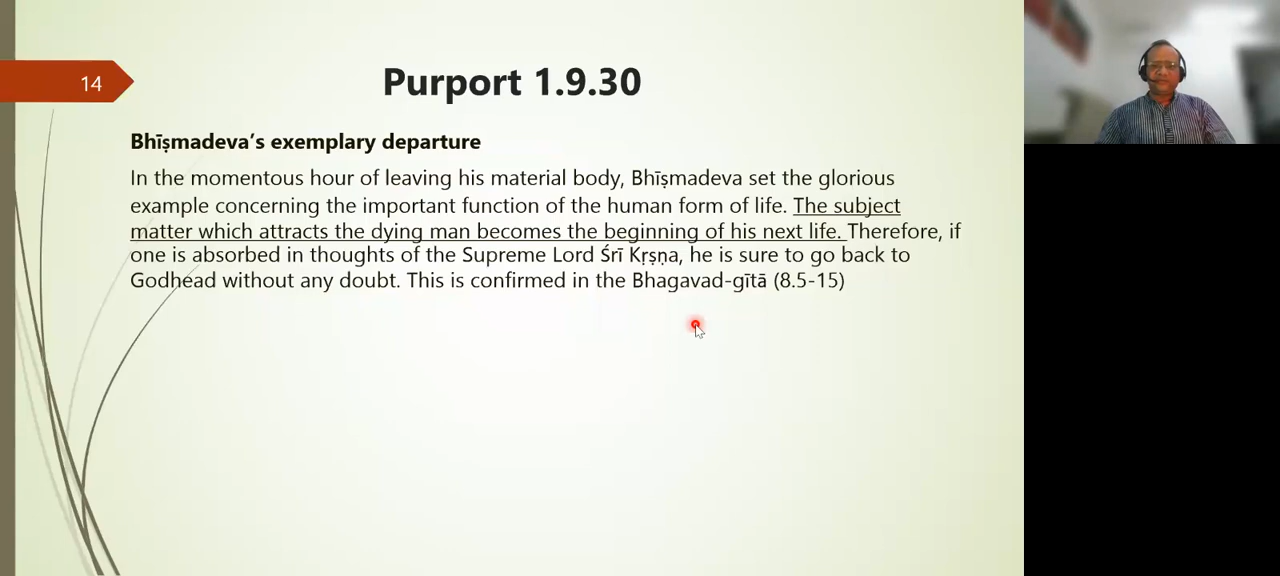 14
Purport 1.9.30
Bhīṣmadeva’s exemplary departure
In the momentous hour of leaving his material body, Bhīṣmadeva set the glorious
example concerning the important function of the human form of life. The subject
matter which attracts the dying man becomes the beginning of his next life. Therefore, if
one is absorbed in thoughts of the Supreme Lord Śrī Kṛṣṇa, he is sure to go back to
Godhead without any doubt. This is confirmed in the Bhagavad-gītā (8.5-15)